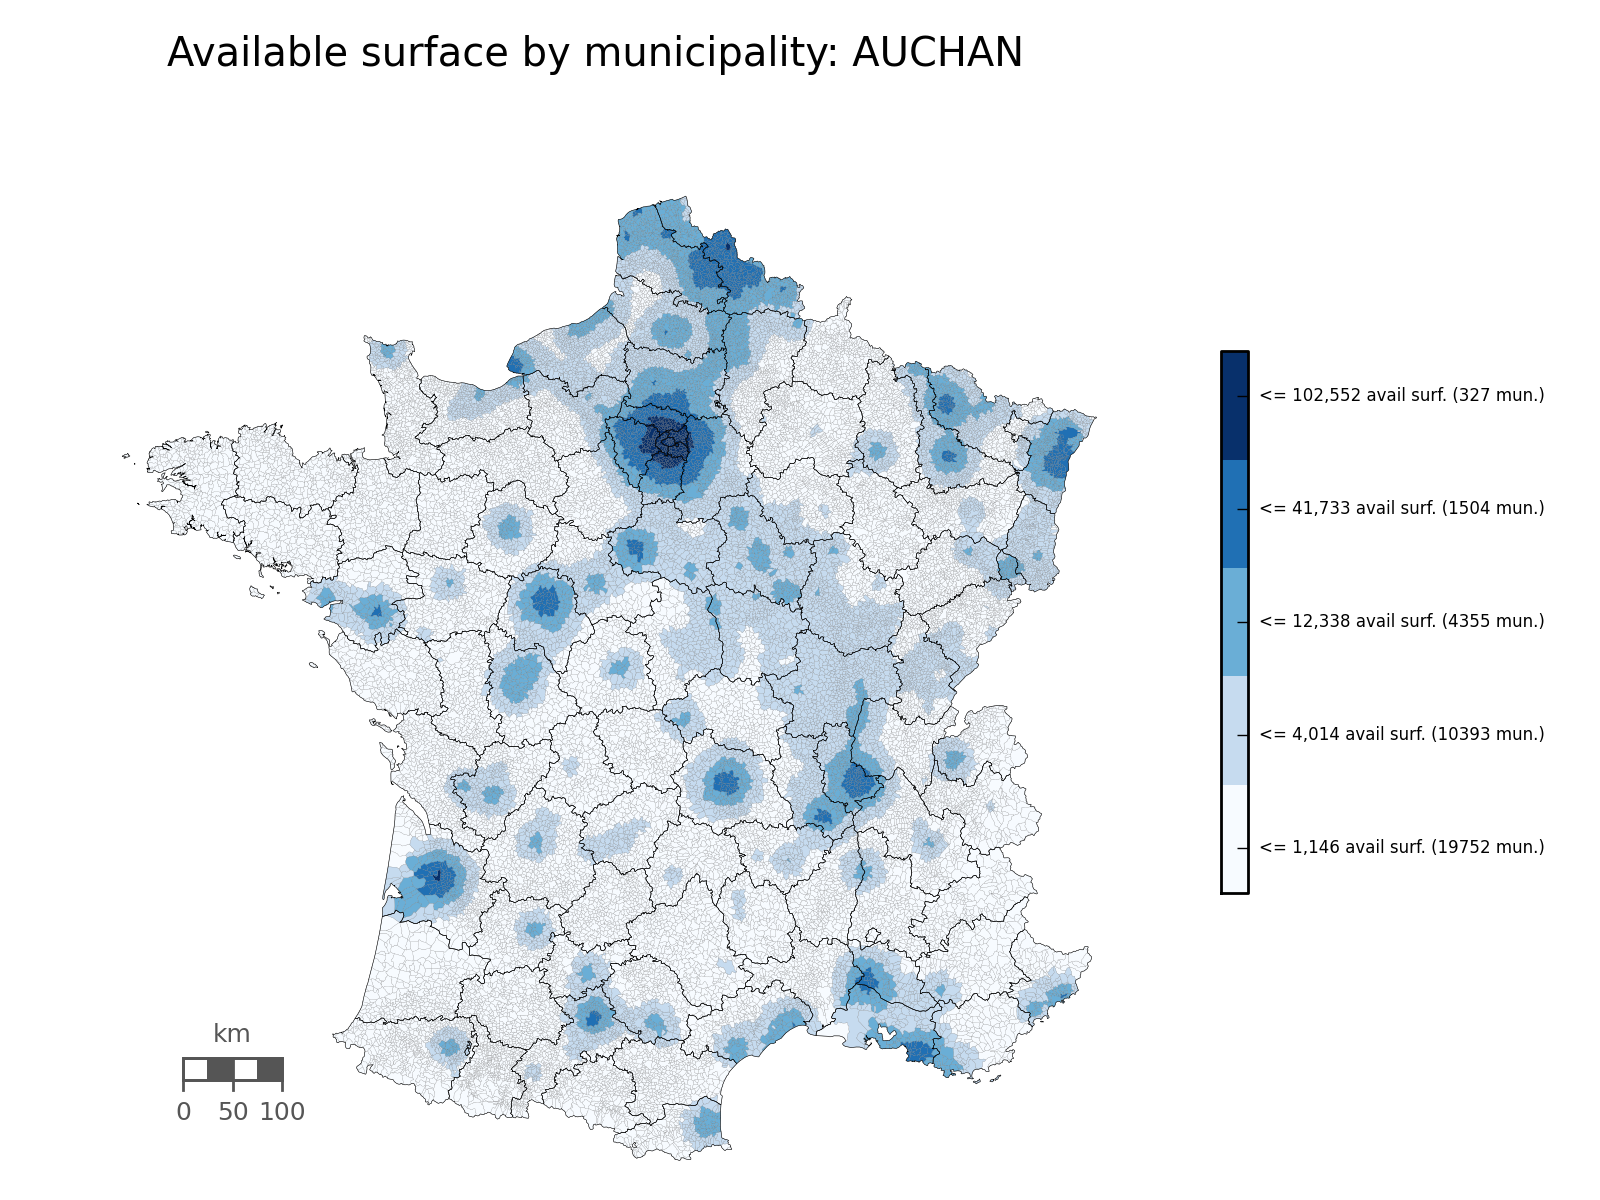 Available surface by municipality: AUCHAN
<= 102,552 avail surf. (327 mun.)
<= 41,733 avail surf. (1504 mun.)
<= 12,338 avail surf. (4355 mun.)
<= 4,014 avail surf. (10393 mun.)
<= 1,146 avail surf. (19752 mun.)
km
0 50 100